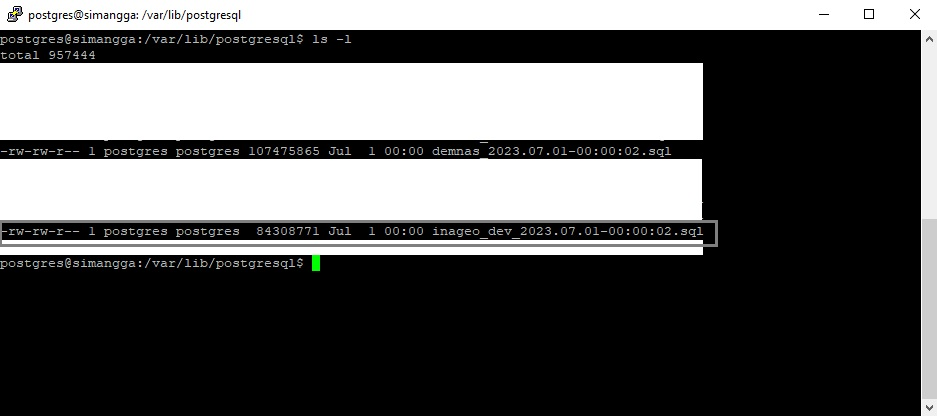 postgres@simangga: /var/lib/postgresql
postgres@simangga:/var/lib/postgresql$ ls -l
total 957444
-rw-rw-r-- 1 postgres postgres 107475865 Jul  1 00:00 demnas_2023.07.01-00:00:02.sql
-rw-rw-r-- 1 postgres postgres  84308771 Jul  1 00:00 inageo_dev_2023.07.01-00:00:02.sql
postgres@simangga:/var/lib/postgresql$